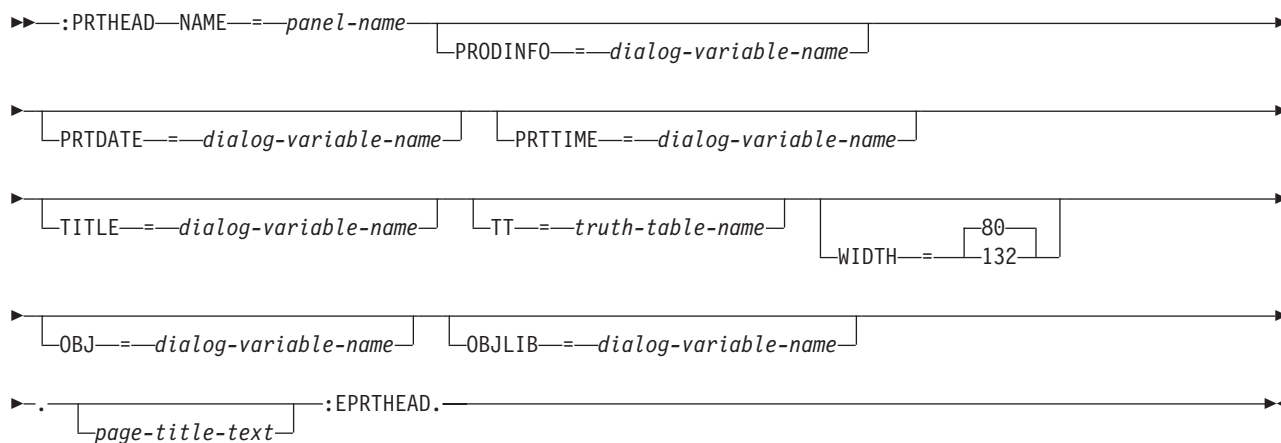 :PRTHEAD NAME = panel-name
PRODINFO = dialog-variable-name
PRTDATE = dialog-variable-name PRTTIME = dialog-variable-name
TITLE = dialog-variable-name TT = truth-table-name 80
WIDTH = 132
OBJ = dialog-variable-name OBJLIB = dialog-variable-name
. :EPRTHEAD.
page-title-text